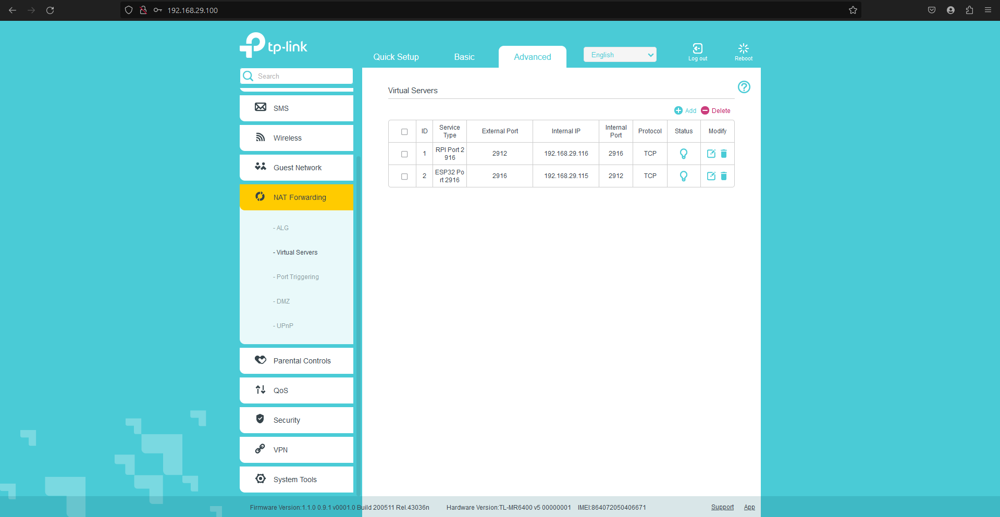 192.168.29.100
tp-link
Quick Setup
Basic
Advanced
English
Log out
Reboot
Search
SMS
Wireless
Guest Network
NAT Forwarding
- ALG
- Virtual Servers
- Port Triggering
- DMZ
- UPnP
Parental Controls
QoS
Security
VPN
System Tools
Virtual Servers
Add Delete
ID Service Type External Port Internal IP Internal Port Protocol Status Modify
1 RPI Port 2916 2912 192.168.29.116 2916 TCP
2 ESP32 Port 2916 2916 192.168.29.115 2912 TCP
Firmware Version:1.1.0 0.9.1 v0001.0 Build 200511 Rel.43036n Hardware Version:TL-MR6400 v5 00000001 IMEI:864072050406671 Support App